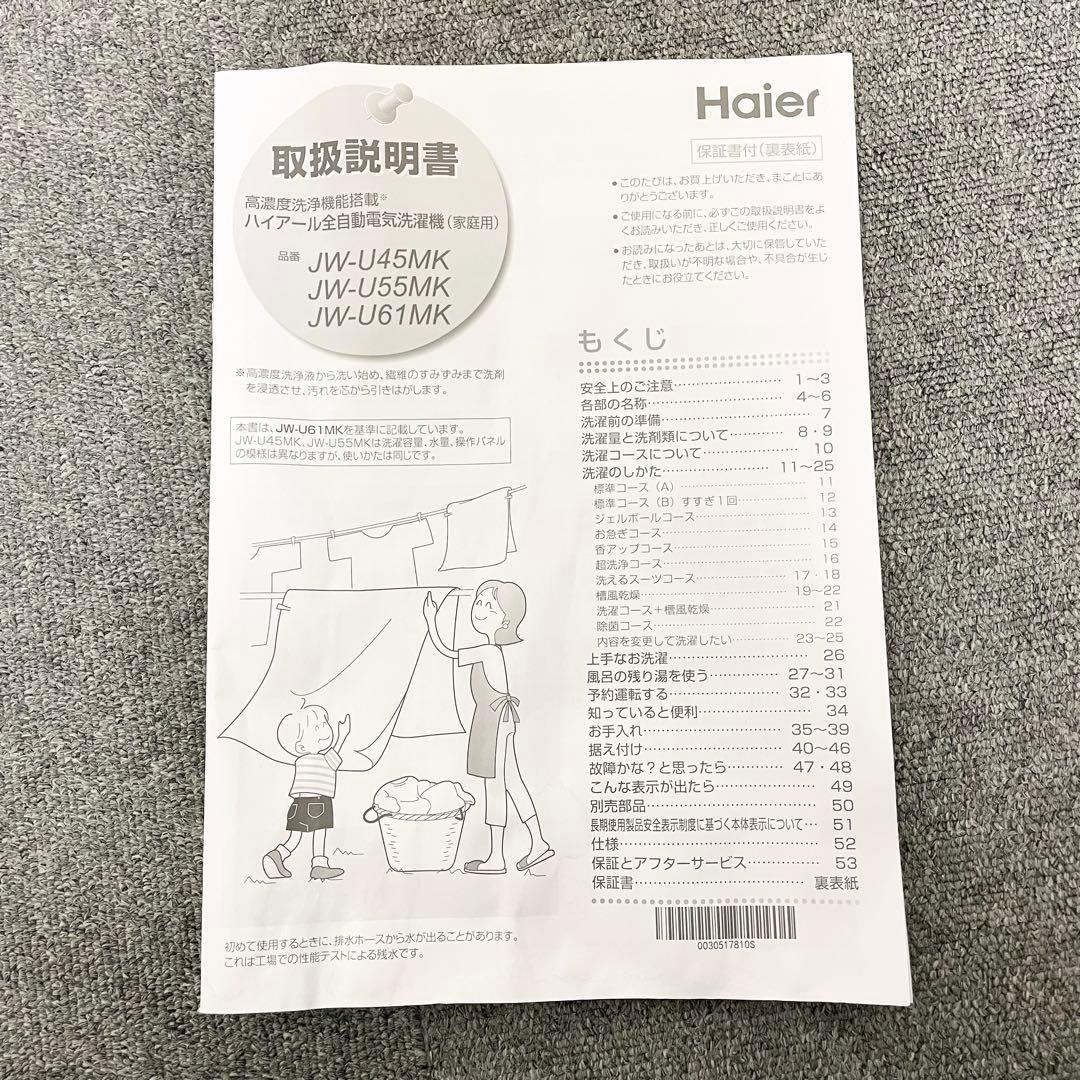 Haier
保証書付(裏表紙)
取扱説明書
高濃度洗浄機能搭載※
ハイアール全自動電気洗濯機(家庭用)
品番 JW-U45MK
JW-U55MK
JW-U61MK
●このたびは、お買上げいただき、まことにあ
りがとうございます。
●ご使用になる前に、必ずこの取扱説明書をよ
くお読みいただき、正しくご使用ください。
●お読みになったあとは、大切に保管していた
だき、取扱いが不明な場合や、不具合が生じ
たときにお役立てください。
※高濃度洗浄液から洗い始め、繊維のすみずみまで洗剤
を浸透させ、汚れを芯から引きはがします。
本書は、JW-U61MKを基準に記載しています。
JW-U45MK、JW-U55MKは洗濯容量、水量、操作パネル
の模様は異なりますが、使いかたは同じです。
もくじ
安全上のご注意…………………… 1〜3
各部の名称………………………… 4〜6
洗濯前の準備………………………… 7
洗濯量と洗剤類について………… 8・9
洗濯コースについて………………… 10
洗濯のしかた…………………… 11〜25
標準コース(A)…………………… 11
標準コース(B)すすぎ1回………… 12
ジェルボールコース……………… 13
お急ぎコース……………………… 14
香アップコース…………………… 15
超洗浄コース……………………… 16
洗えるスーツコース………… 17・18
槽風乾燥……………………… 19〜22
洗濯コース+槽風乾燥…………… 21
除菌コース………………………… 22
内容を変更して洗濯したい…… 23〜25
上手なお洗濯………………………… 26
風呂の残り湯を使う…………… 27〜31
予約運転する…………………… 32・33
知っていると便利…………………… 34
お手入れ………………………… 35〜39
据え付け………………………… 40〜46
故障かな?と思ったら………… 47・48
こんな表示が出たら………………… 49
別売部品……………………………… 50
長期使用製品安全表示制度に基づく本体表示について… 51
仕様…………………………………… 52
保証とアフターサービス…………… 53
保証書……………………………… 裏表紙
0030517810S
初めて使用するときに、排水ホースから水が出ることがあります。
これは工場での性能テストによる残水です。